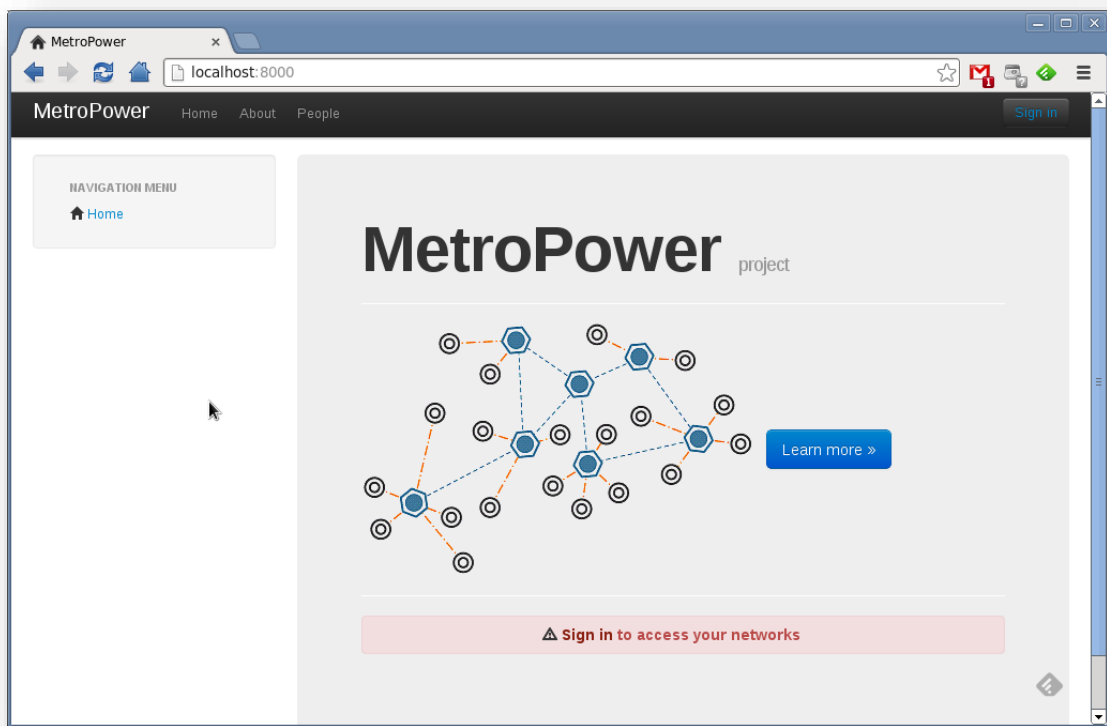 MetroPower
localhost:8000
1
?
MetroPower Home About People Sign in
NAVIGATION MENU
Home
MetroPower project
Learn more »
Sign in to access your networks